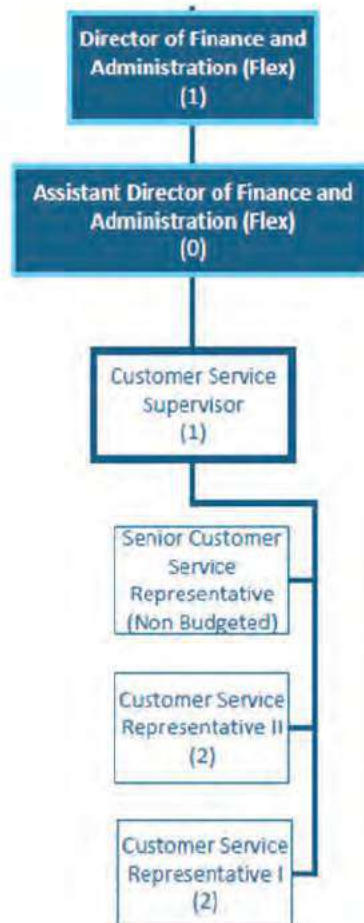 Director of Finance and
Administration (Flex)
(1)
Assistant Director of Finance and
Administration (Flex)
(0)
Customer Service
Supervisor
(1)
Senior Customer
Service
Representative
(Non Budgeted)
Customer Service
Representative II
(2)
Customer Service
Representative I
(2)